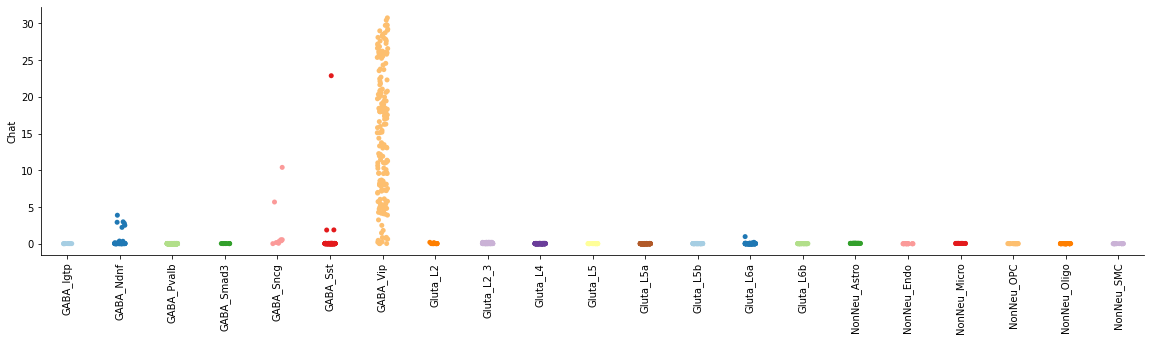 30
25
20
15
10
5
0
Chat
GABA_Igtp
GABA_Ndnf
GABA_Pvalb
GABA_Smad3
GABA_Sncg
GABA_Sst
GABA_Vip
Gluta_L2
Gluta_L2_3
Gluta_L4
Gluta_L5
Gluta_L5a
Gluta_L5b
Gluta_L6a
Gluta_L6b
NonNeu_Astro
NonNeu_Endo
NonNeu_Micro
NonNeu_OPC
NonNeu_Oligo
NonNeu_SMC